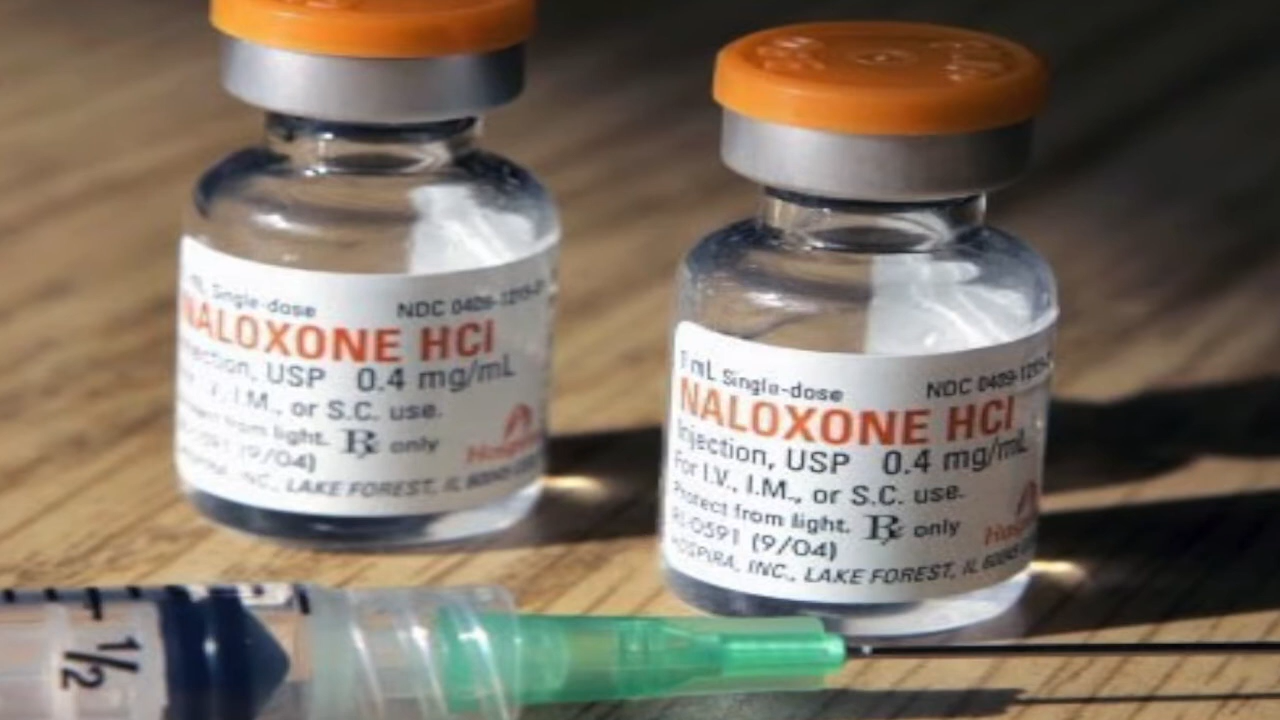 Single-dose NDC 0409-
NALOXONE HCl
USP 0.4 mg/mL
I.M., or S.C. use.
from light. Rx only
(9/04)
INC., LAKE FOREST, IL
1 mL Single-dose NDC 0409-
NALOXONE HCl
Injection, USP 0.4 mg/mL
For I.V., I.M., or S.C. use.
Protect from light. Rx only
RL-0591 (9/04)
HOSPIRA, INC., LAKE FOREST, IL
1/2